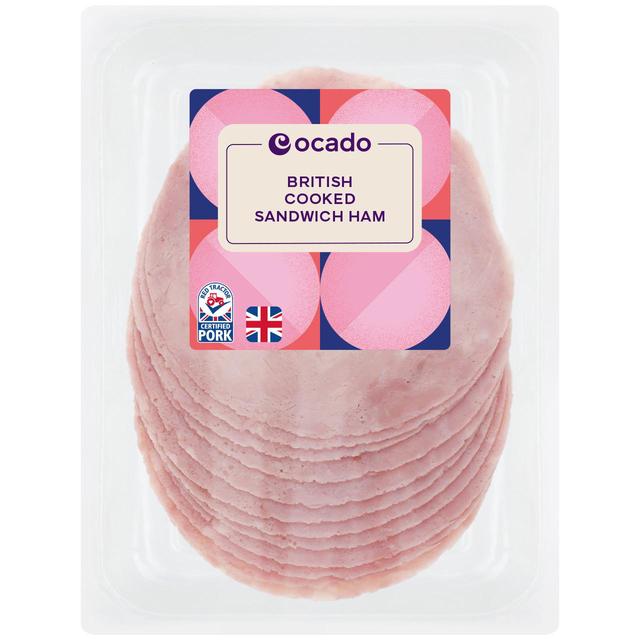 ocado
BRITISH
COOKED
SANDWICH HAM
RED TRACTOR
CERTIFIED
PORK